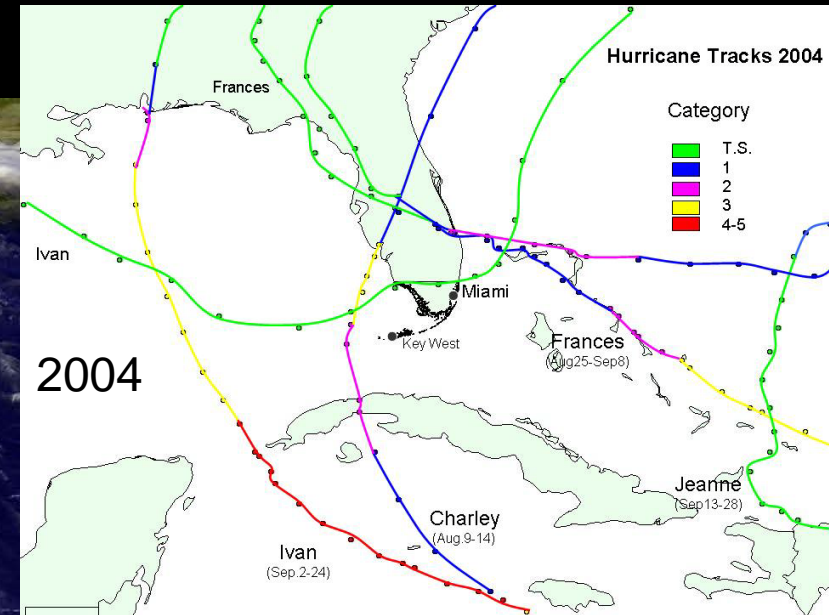 Hurricane Tracks 2004
Category
T.S.
1
2
3
4-5
Frances
Ivan
Miami
Key West
Frances
(Aug25-Sep8)
2004
Jeanne
(Sep13-28)
Charley
(Aug.9-14)
Ivan
(Sep.2-24)